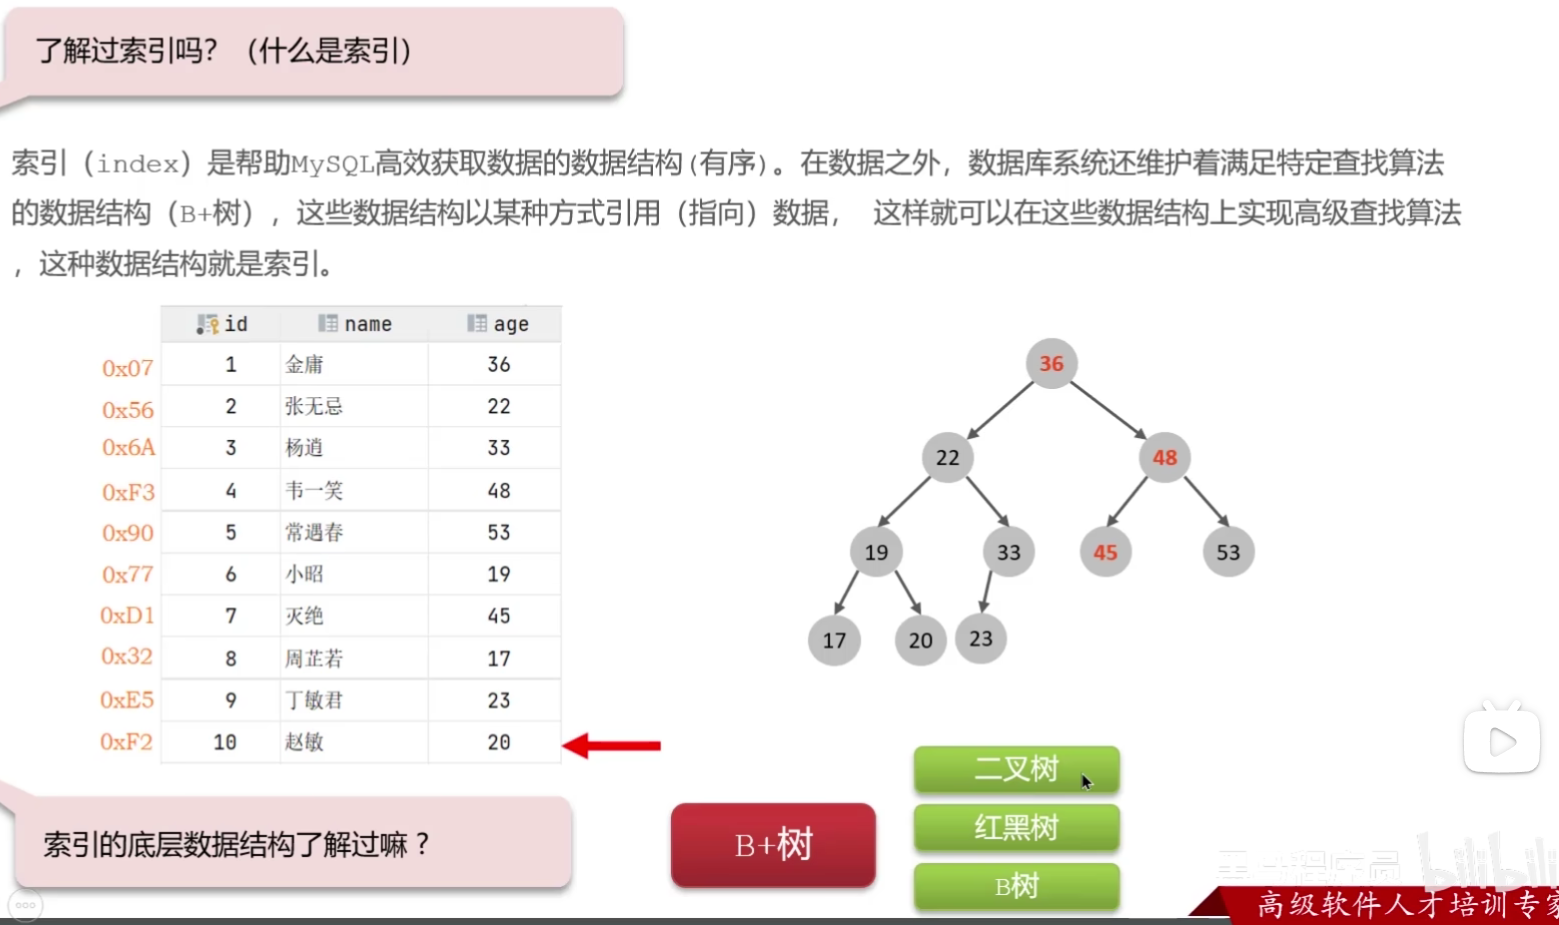 了解过索引吗？（什么是索引）
索引（index）是帮助MySQL高效获取数据的数据结构(有序)。在数据之外，数据库系统还维护着满足特定查找算法
的数据结构（B+树），这些数据结构以某种方式引用（指向）数据， 这样就可以在这些数据结构上实现高级查找算法
，这种数据结构就是索引。
id name age
0x07 1 金庸 36
0x56 2 张无忌 22
0x6A 3 杨逍 33
0xF3 4 韦一笑 48
0x90 5 常遇春 53
0x77 6 小昭 19
0xD1 7 灭绝 45
0x32 8 周芷若 17
0xE5 9 丁敏君 23
0xF2 10 赵敏 20
36
22 48
19 33 45 53
17 20 23
索引的底层数据结构了解过嘛？
B+树
二叉树
红黑树
B树
bilibili
高级软件人才培训专家